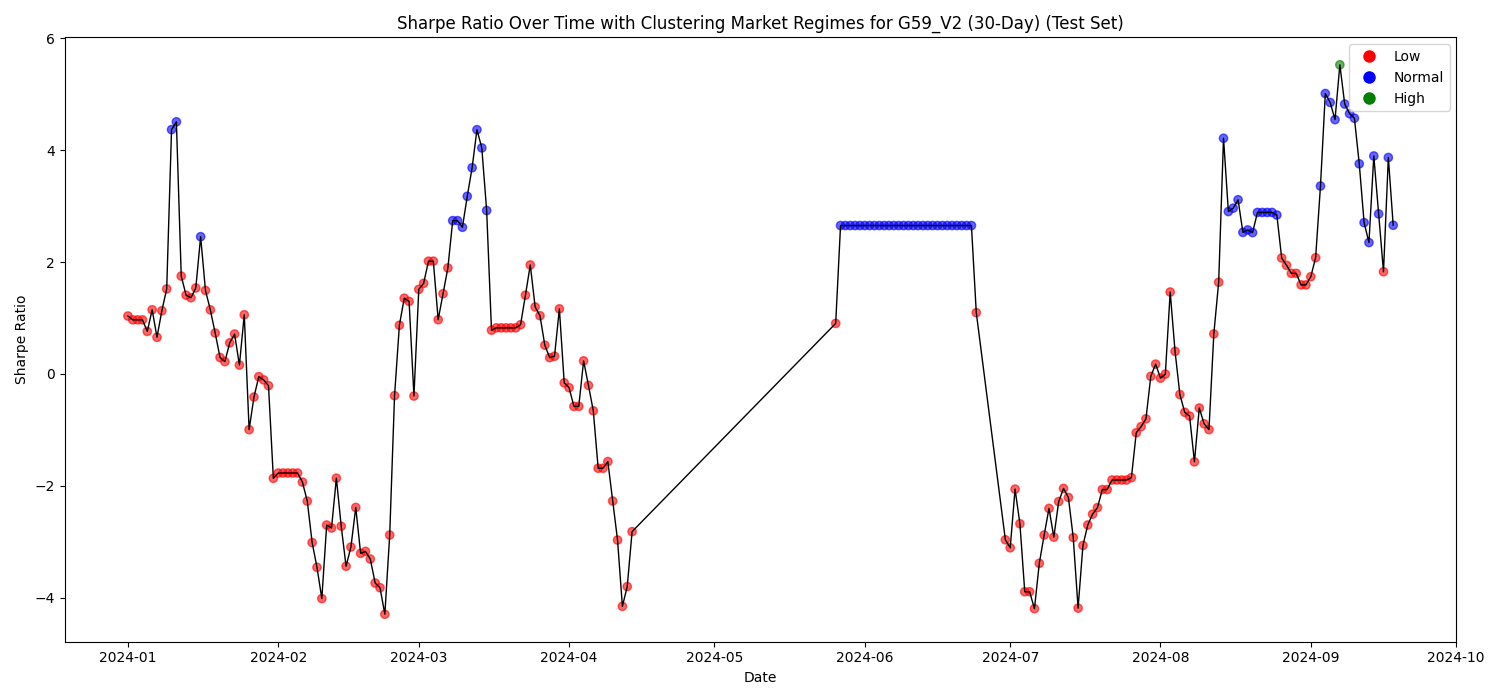 Sharpe Ratio Over Time with Clustering Market Regimes for G59_V2 (30-Day) (Test Set)
6
4
2
0
−2
−4
Sharpe Ratio
Low
Normal
High
2024-01
2024-02
2024-03
2024-04
2024-05
2024-06
2024-07
2024-08
2024-09
2024-10
Date